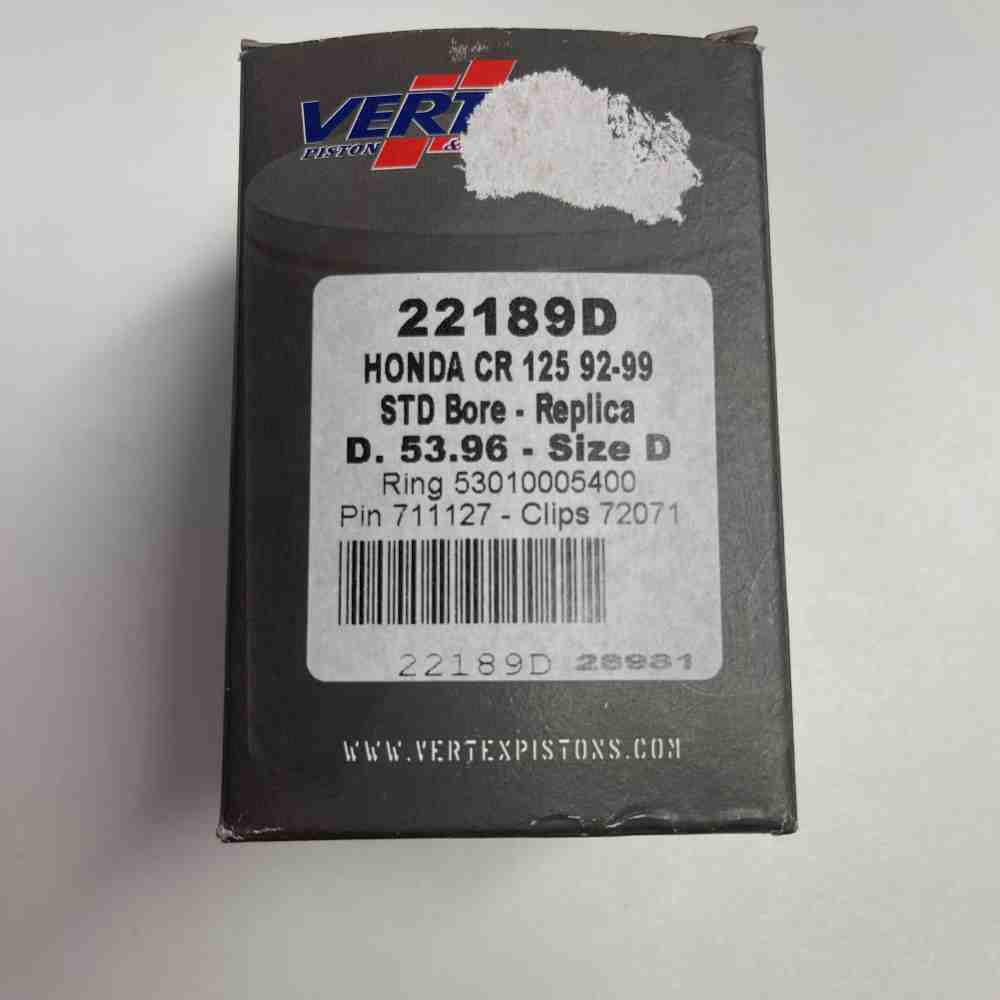 VERT
PISTON &
22189D
HONDA CR 125 92-99
STD Bore - Replica
D. 53.96 - Size D
Ring 53010005400
Pin 711127 - Clips 72071
22189D 28931
WWW.VERTEXPISTONS.COM